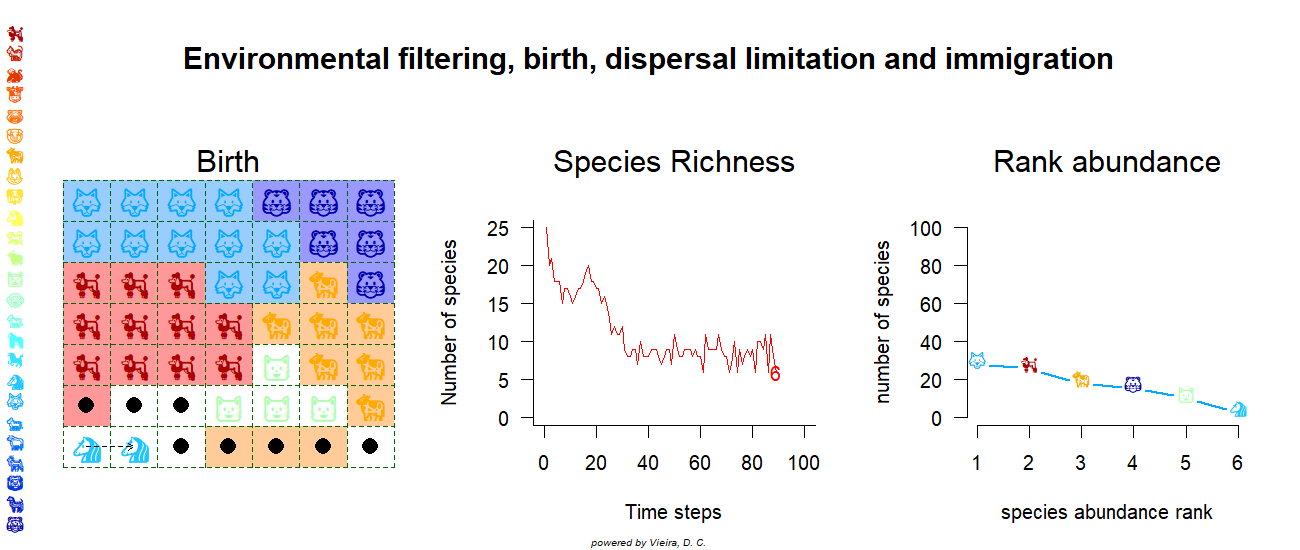 Environmental filtering, birth, dispersal limitation and immigration
Birth
Species Richness
Rank abundance
Number of species
25
20
15
10
5
0
6
0 20 40 60 80 100
Time steps
number of species
100
80
60
40
20
0
1 2 3 4 5 6
species abundance rank
powered by Vieira, D. C.